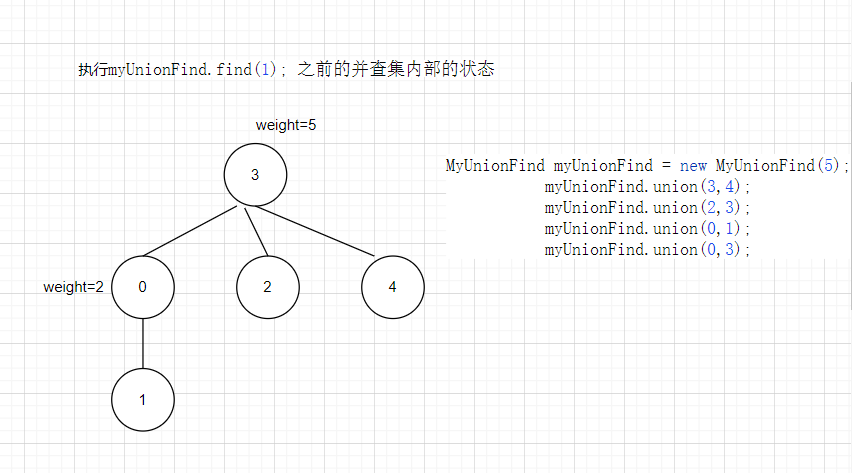 执行myUnionFind.find(1); 之前的并查集内部的状态
weight=5
3
MyUnionFind myUnionFind = new MyUnionFind(5);
myUnionFind.union(3,4);
myUnionFind.union(2,3);
myUnionFind.union(0,1);
myUnionFind.union(0,3);
weight=2
0
2
4
1